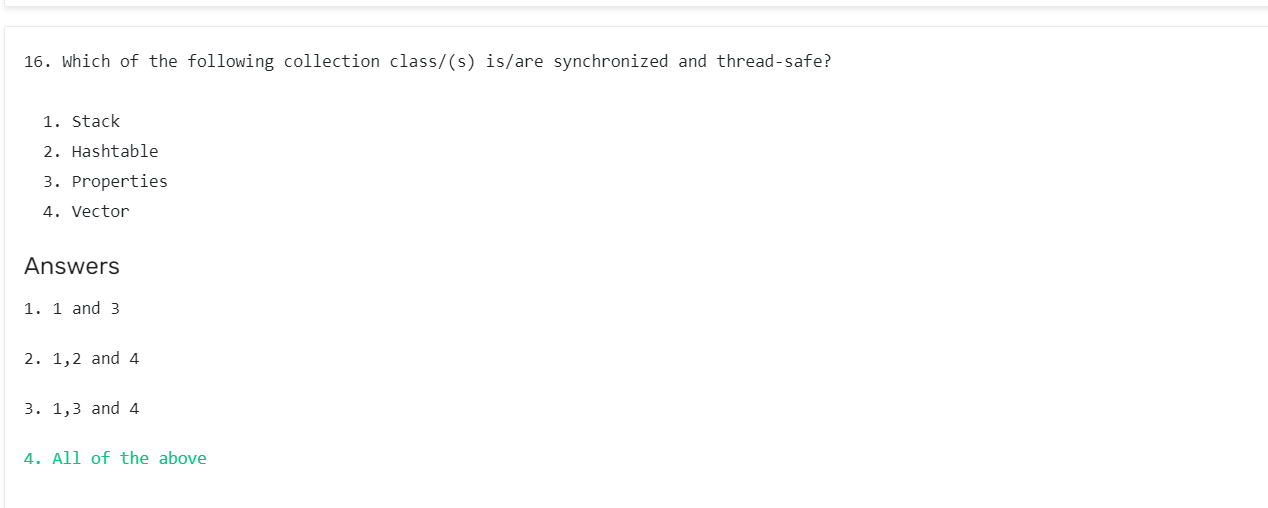 16. Which of the following collection class/(s) is/are synchronized and thread-safe?
1. Stack
2. Hashtable
3. Properties
4. Vector
Answers
1. 1 and 3
2. 1,2 and 4
3. 1,3 and 4
4. All of the above